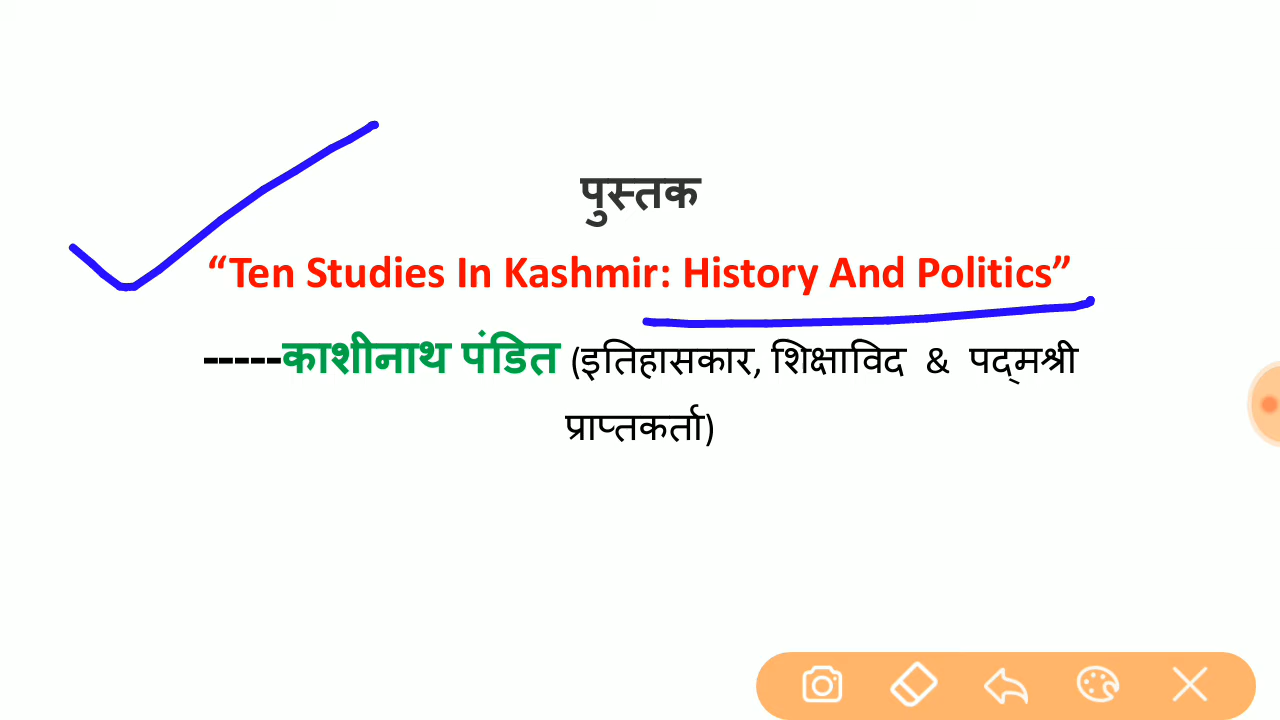 पुस्तक
“Ten Studies In Kashmir: History And Politics”
-----काशीनाथ पंडित (इतिहासकार, शिक्षाविद & पद्मश्री
प्राप्तकर्ता)